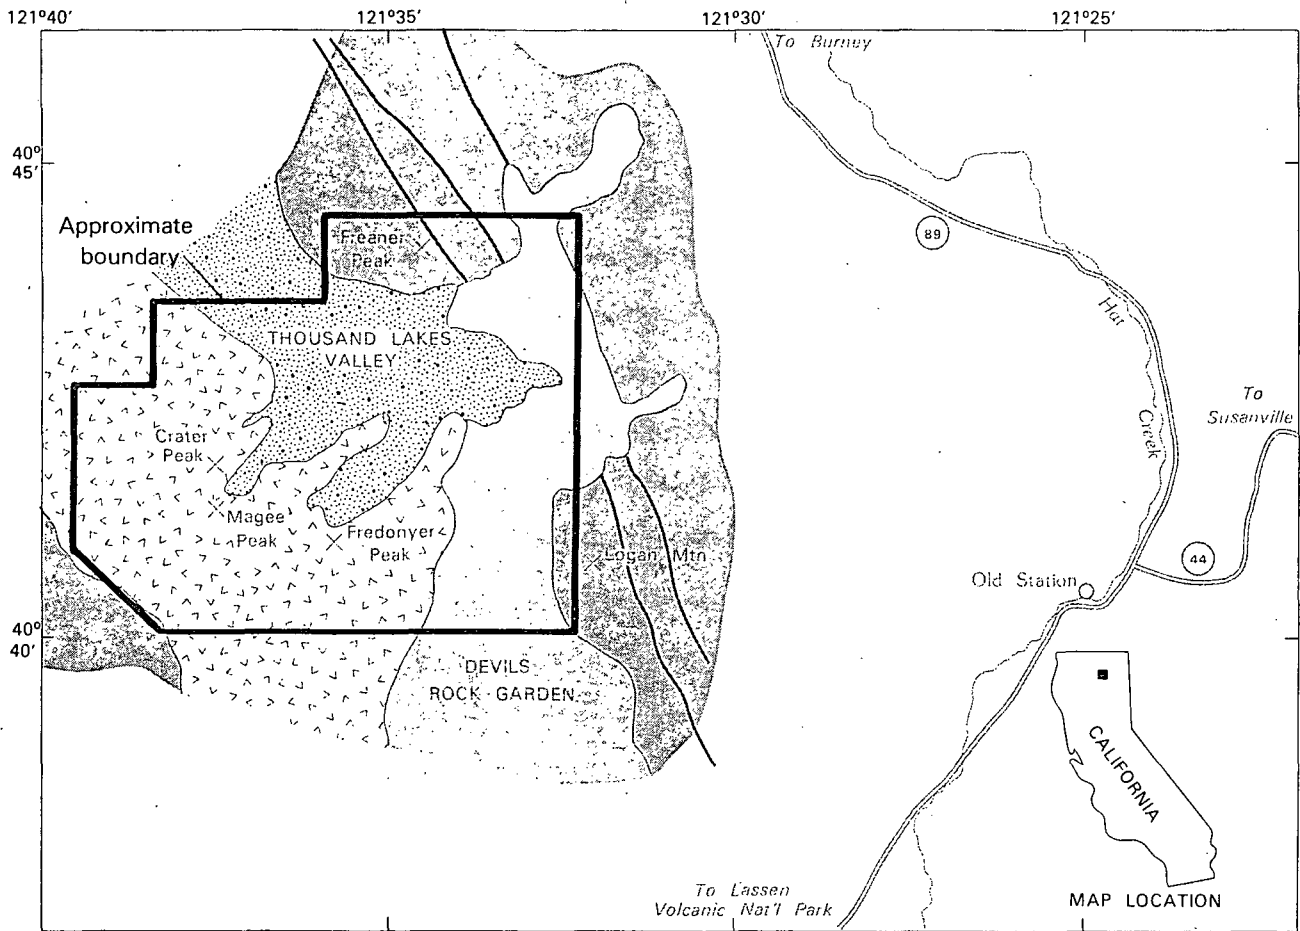 121°40′
121°35′
121°30′
121°25′
To Burney
40°
45′
Approximate
boundary
Freaner
Peak
89
THOUSAND LAKES
VALLEY
Hat
Creek
To
Susanville
Crater
Peak
Magee
Peak
Fredonyer
Peak
Logan Mtn
44
Old Station
40°
40′
DEVILS
ROCK GARDEN
CALIFORNIA
To Lassen
Volcanic Nat'l Park
MAP LOCATION